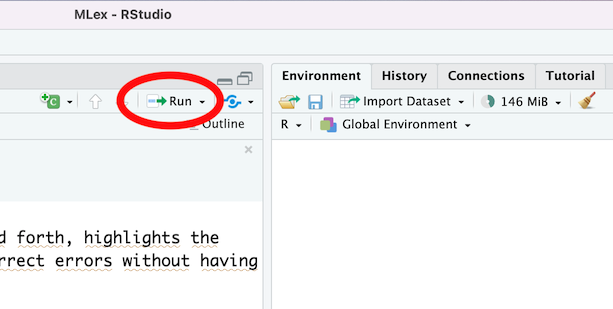 MLex - RStudio
Environment History Connections Tutorial
C Run Import Dataset 146 MiB
Outline R Global Environment
d forth, highlights the
rrect errors without having